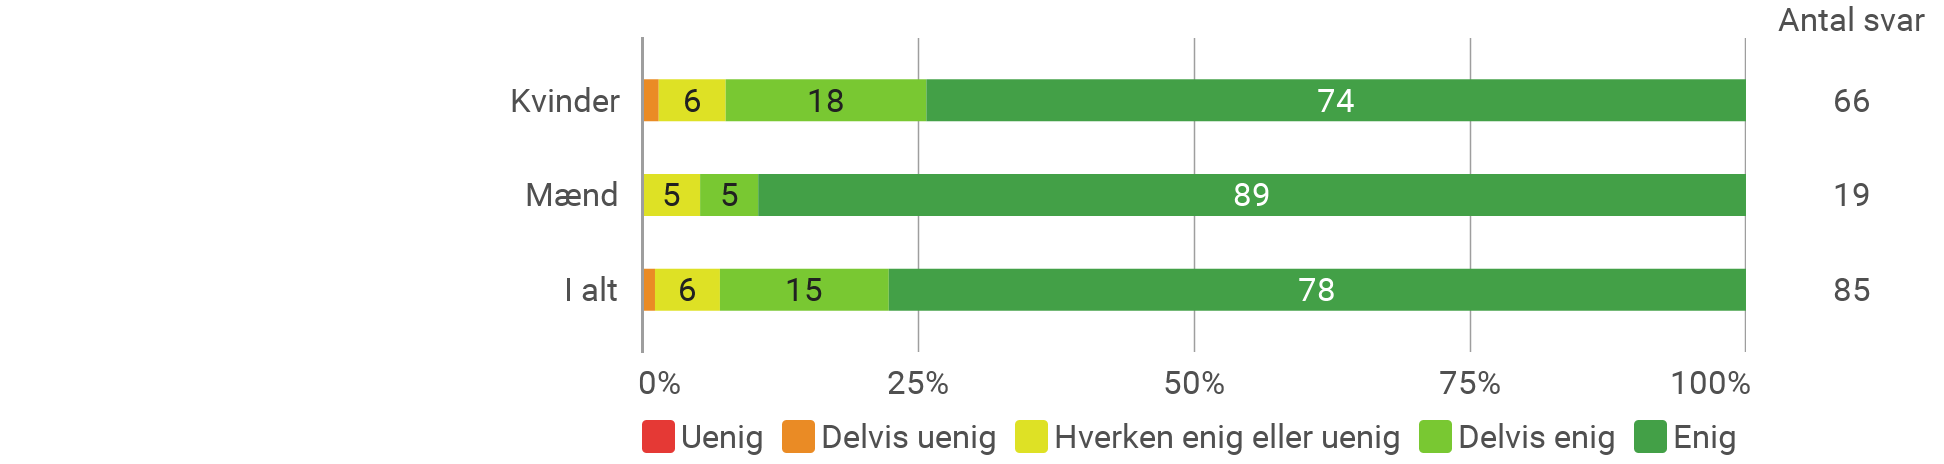 Antal svar
Kvinder 6 18 74 66
Mænd 5 5 89 19
I alt 6 15 78 85
0% 25% 50% 75% 100%
Uenig Delvis uenig Hverken enig eller uenig Delvis enig Enig